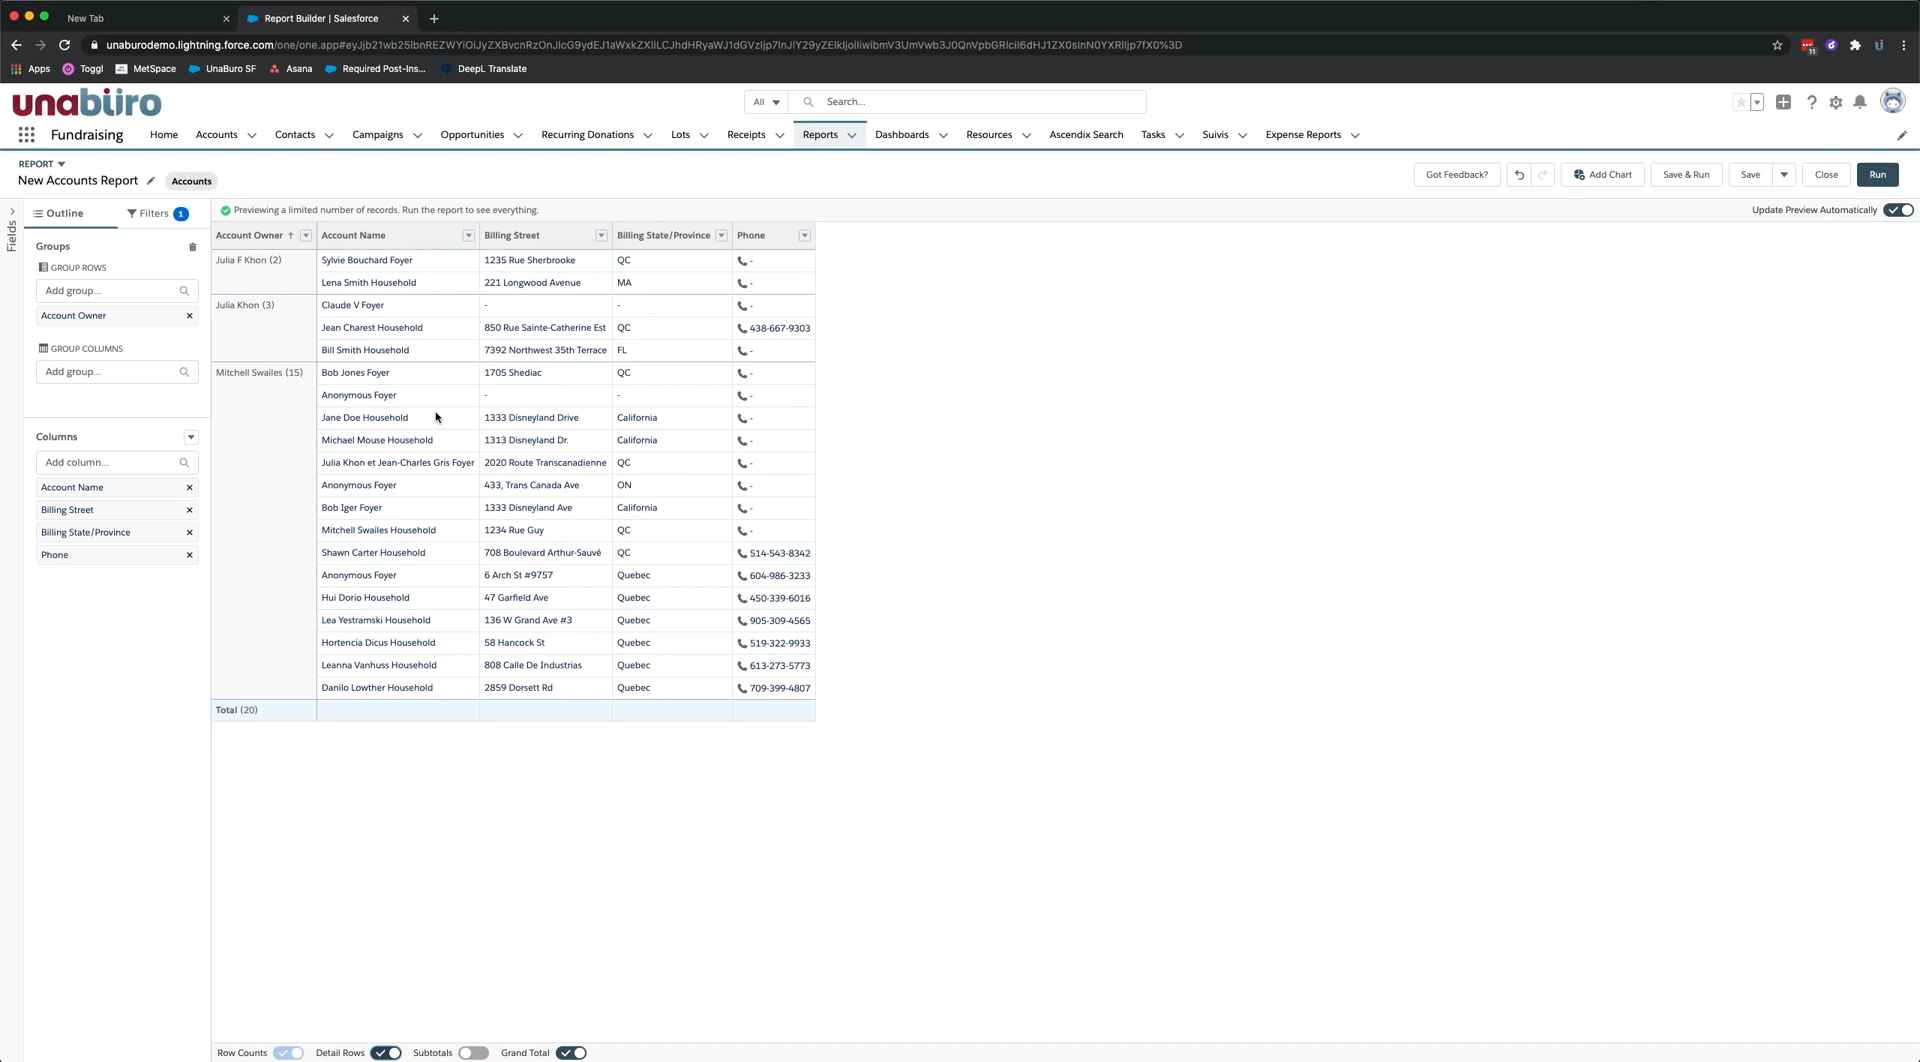 New Tab
Report Builder | Salesforce
Apps Toggl MetSpace UnaBuro SF Asana Required Post-Ins... DeepL Translate
unabüro
All Search...
Fundraising Home Accounts Contacts Campaigns Opportunities Recurring Donations Lots Receipts Reports Dashboards Resources Ascendix Search Tasks Suivis Expense Reports
REPORT
New Accounts Report Accounts
Got Feedback? Add Chart Save & Run Save Close Run
Fields
Outline Filters 1
Previewing a limited number of records. Run the report to see everything.
Update Preview Automatically
Groups
GROUP ROWS
Add group...
Account Owner
GROUP COLUMNS
Add group...
Columns
Add column...
Account Name
Billing Street
Billing State/Province
Phone
Account Owner ↑ Account Name Billing Street Billing State/Province Phone
Julia F Khon (2) Sylvie Bouchard Foyer 1235 Rue Sherbrooke QC -
Lena Smith Household 221 Longwood Avenue MA -
Julia Khon (3) Claude V Foyer - - -
Jean Charest Household 850 Rue Sainte-Catherine Est QC 438-667-9303
Bill Smith Household 7392 Northwest 35th Terrace FL -
Mitchell Swailes (15) Bob Jones Foyer 1705 Shediac QC -
Anonymous Foyer - - -
Jane Doe Household 1333 Disneyland Drive California -
Michael Mouse Household 1313 Disneyland Dr. California -
Julia Khon et Jean-Charles Gris Foyer 2020 Route Transcanadienne QC -
Anonymous Foyer 433, Trans Canada Ave ON -
Bob Iger Foyer 1333 Disneyland Ave California -
Mitchell Swailes Household 1234 Rue Guy QC -
Shawn Carter Household 708 Boulevard Arthur-Sauvé QC 514-543-8342
Anonymous Foyer 6 Arch St #9757 Quebec 604-986-3233
Hui Dorio Household 47 Garfield Ave Quebec 450-339-6016
Lea Yestramski Household 136 W Grand Ave #3 Quebec 905-309-4565
Hortencia Dicus Household 58 Hancock St Quebec 519-322-9933
Leanna Vanhuss Household 808 Calle De Industrias Quebec 613-273-5773
Danilo Lowther Household 2859 Dorsett Rd Quebec 709-399-4807
Total (20)
Row Counts Detail Rows Subtotals Grand Total